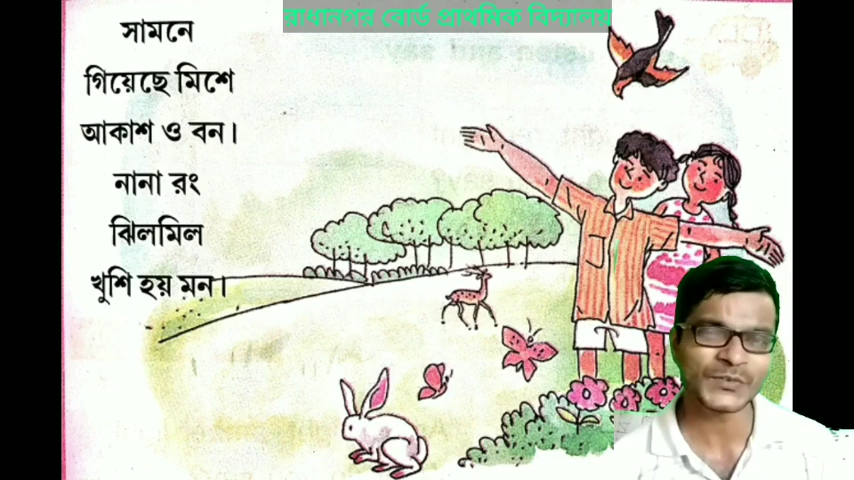 রাধানগর বোর্ড প্রাথমিক বিদ্যালয়
সামনে
গিয়েছে মিশে
আকাশ ও বন।
নানা রং
ঝিলমিল
খুশি হয় মন।